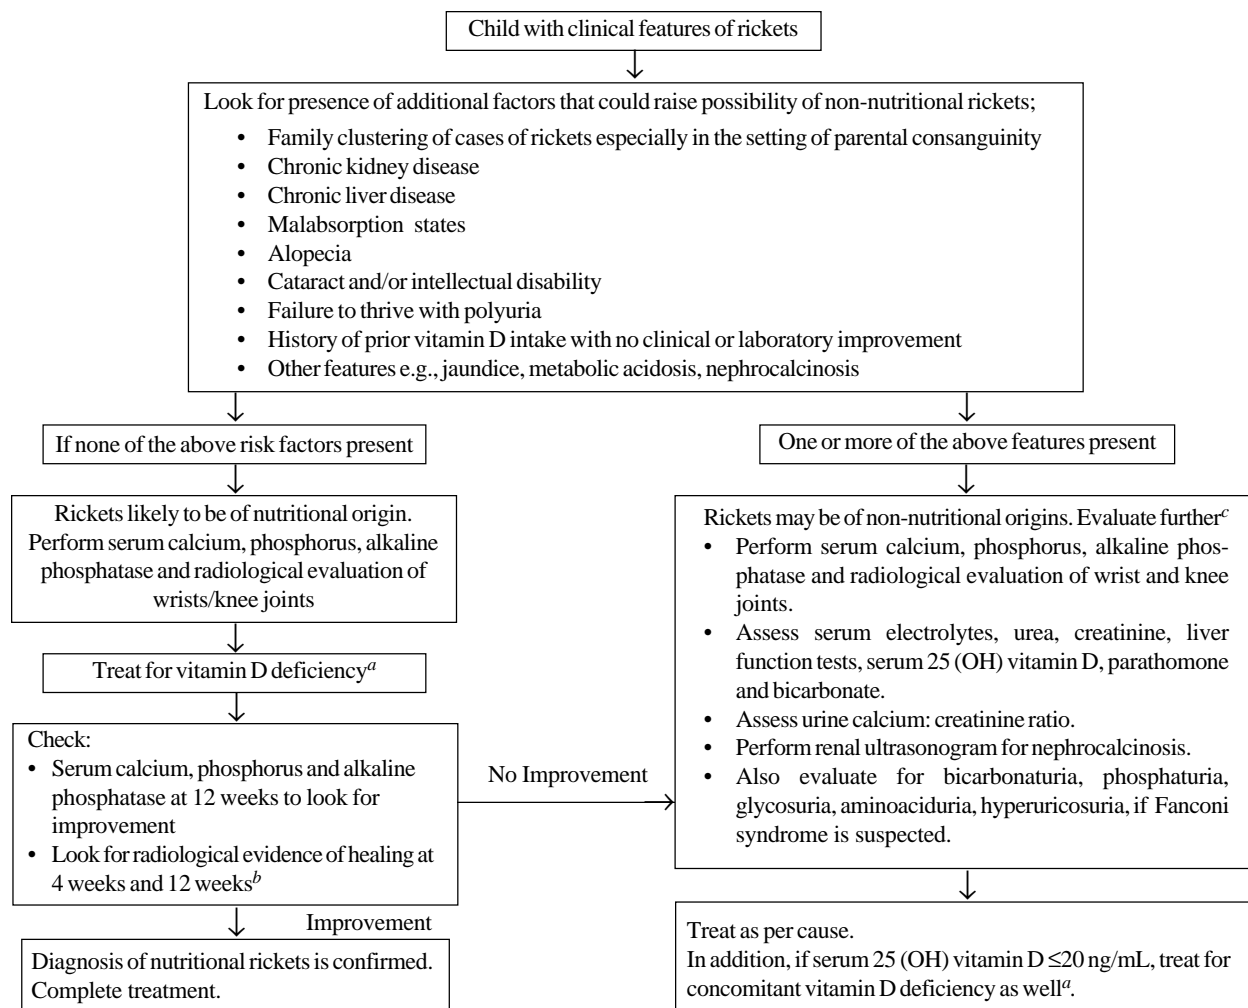 Child with clinical features of rickets
Look for presence of additional factors that could raise possibility of non-nutritional rickets;
• Family clustering of cases of rickets especially in the setting of parental consanguinity
• Chronic kidney disease
• Chronic liver disease
• Malabsorption states
• Alopecia
• Cataract and/or intellectual disability
• Failure to thrive with polyuria
• History of prior vitamin D intake with no clinical or laboratory improvement
• Other features e.g., jaundice, metabolic acidosis, nephrocalcinosis
If none of the above risk factors present
Rickets likely to be of nutritional origin.
Perform serum calcium, phosphorus, alkaline
phosphatase and radiological evaluation of
wrists/knee joints
Treat for vitamin D deficiency^a
Check:
• Serum calcium, phosphorus and alkaline
phosphatase at 12 weeks to look for
improvement
• Look for radiological evidence of healing at
4 weeks and 12 weeks^b
Improvement
Diagnosis of nutritional rickets is confirmed.
Complete treatment.
No Improvement
One or more of the above features present
Rickets may be of non-nutritional origins. Evaluate further^c
• Perform serum calcium, phosphorus, alkaline phos-
phatase and radiological evaluation of wrist and knee
joints.
• Assess serum electrolytes, urea, creatinine, liver
function tests, serum 25 (OH) vitamin D, parathomone
and bicarbonate.
• Assess urine calcium: creatinine ratio.
• Perform renal ultrasonogram for nephrocalcinosis.
• Also evaluate for bicarbonaturia, phosphaturia,
glycosuria, aminoaciduria, hyperuricosuria, if Fanconi
syndrome is suspected.
Treat as per cause.
In addition, if serum 25 (OH) vitamin D ≤20 ng/mL, treat for
concomitant vitamin D deficiency as well^a.